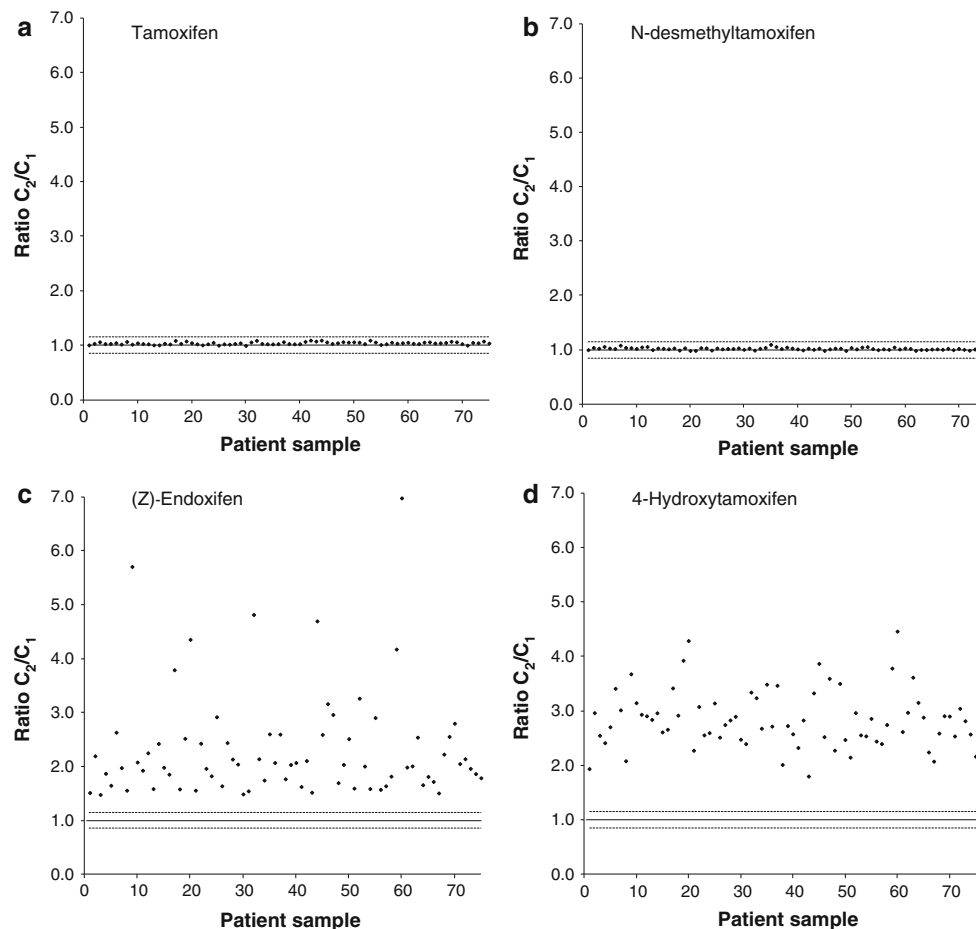 a
Tamoxifen
7.0
6.0
5.0
4.0
3.0
2.0
1.0
0.0
Ratio C₂/C₁
0 10 20 30 40 50 60 70
Patient sample
b
N-desmethyltamoxifen
7.0
6.0
5.0
4.0
3.0
2.0
1.0
0.0
Ratio C₂/C₁
0 10 20 30 40 50 60 70
Patient sample
c
(Z)-Endoxifen
7.0
6.0
5.0
4.0
3.0
2.0
1.0
0.0
Ratio C₂/C₁
0 10 20 30 40 50 60 70
Patient sample
d
4-Hydroxytamoxifen
7.0
6.0
5.0
4.0
3.0
2.0
1.0
0.0
Ratio C₂/C₁
0 10 20 30 40 50 60 70
Patient sample